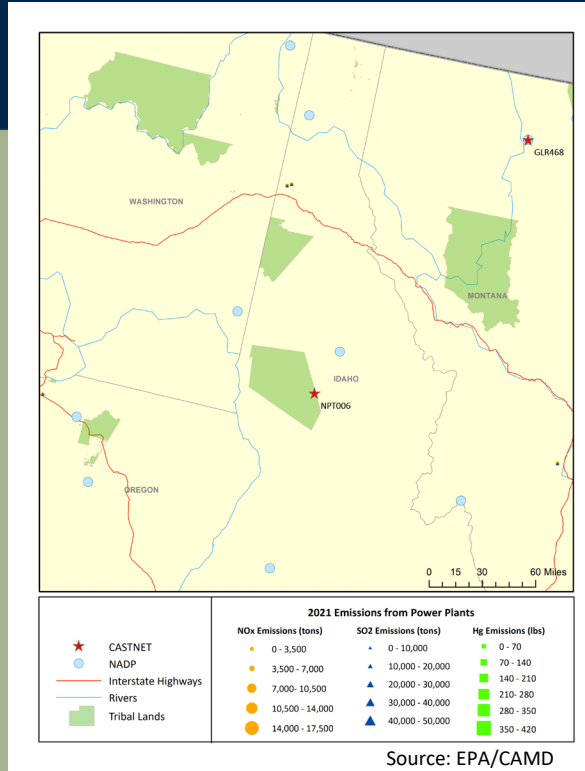 GLR468
WASHINGTON
MONTANA
IDAHO
NPT006
OREGON
0 15 30 60 Miles
2021 Emissions from Power Plants
CASTNET
NADP
Interstate Highways
Rivers
Tribal Lands
NOx Emissions (tons)
0 - 3,500
3,500 - 7,000
7,000- 10,500
10,500 - 14,000
14,000 - 17,500
SO2 Emissions (tons)
0 - 10,000
10,000 - 20,000
20,000 - 30,000
30,000 - 40,000
40,000 - 50,000
Hg Emissions (lbs)
0 - 70
70 - 140
140 - 210
210- 280
280 - 350
350 - 420
Source: EPA/CAMD